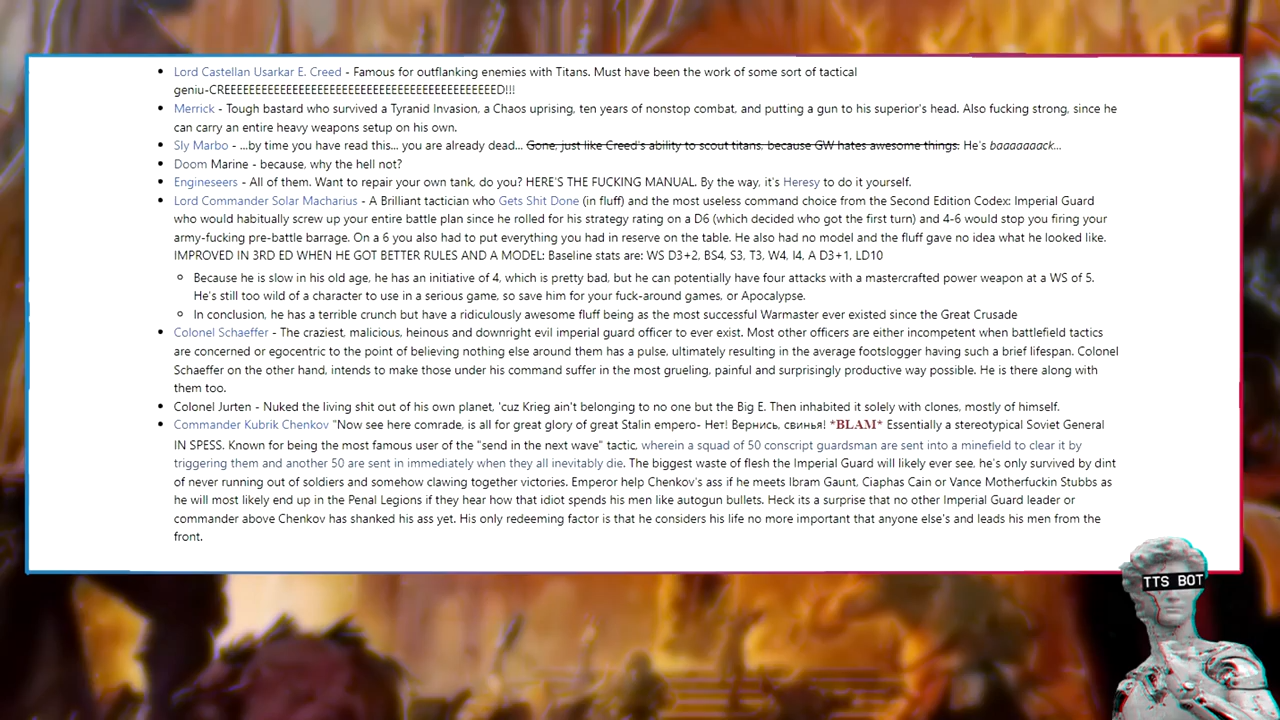 Lord Castellan Usarkar E. Creed - Famous for outflanking enemies with Titans. Must have been the work of some sort of tactical
geniu-CREEEEEEEEEEEEEEEEEEEEEEEEEEEEEEEEEEEEEEEEEEEED!!!
Merrick - Tough bastard who survived a Tyranid Invasion, a Chaos uprising, ten years of nonstop combat, and putting a gun to his superior's head. Also fucking strong, since he
can carry an entire heavy weapons setup on his own.
Sly Marbo - ...by time you have read this... you are already dead... Gone, just like Creed's ability to scout titans, because GW hates awesome things. He's baaaaaaack...
Doom Marine - because, why the hell not?
Engineseers - All of them. Want to repair your own tank, do you? HERE'S THE FUCKING MANUAL. By the way, it's Heresy to do it yourself.
Lord Commander Solar Macharius - A Brilliant tactician who Gets Shit Done (in fluff) and the most useless command choice from the Second Edition Codex: Imperial Guard
who would habitually screw up your entire battle plan since he rolled for his strategy rating on a D6 (which decided who got the first turn) and 4-6 would stop you firing your
army-fucking pre-battle barrage. On a 6 you also had to put everything you had in reserve on the table. He also had no model and the fluff gave no idea what he looked like.
IMPROVED IN 3RD ED WHEN HE GOT BETTER RULES AND A MODEL: Baseline stats are: WS D3+2, BS4, S3, T3, W4, I4, A D3+1, LD10
Because he is slow in his old age, he has an initiative of 4, which is pretty bad, but he can potentially have four attacks with a mastercrafted power weapon at a WS of 5.
He's still too wild of a character to use in a serious game, so save him for your fuck-around games, or Apocalypse.
In conclusion, he has a terrible crunch but have a ridiculously awesome fluff being as the most successful Warmaster ever existed since the Great Crusade
Colonel Schaeffer - The craziest, malicious, heinous and downright evil imperial guard officer to ever exist. Most other officers are either incompetent when battlefield tactics
are concerned or egocentric to the point of believing nothing else around them has a pulse, ultimately resulting in the average footslogger having such a brief lifespan. Colonel
Schaeffer on the other hand, intends to make those under his command suffer in the most grueling, painful and surprisingly productive way possible. He is there along with
them too.
Colonel Jurten - Nuked the living shit out of his own planet, 'cuz Krieg ain't belonging to no one but the Big E. Then inhabited it solely with clones, mostly of himself.
Commander Kubrik Chenkov "Now see here comrade, is all for great glory of great Stalin empero- Нет! Вернись, свинья! *BLAM* Essentially a stereotypical Soviet General
IN SPESS. Known for being the most famous user of the "send in the next wave" tactic, wherein a squad of 50 conscript guardsman are sent into a minefield to clear it by
triggering them and another 50 are sent in immediately when they all inevitably die. The biggest waste of flesh the Imperial Guard will likely ever see, he's only survived by dint
of never running out of soldiers and somehow clawing together victories. Emperor help Chenkov's ass if he meets Ibram Gaunt, Ciaphas Cain or Vance Motherfuckin Stubbs as
he will most likely end up in the Penal Legions if they hear how that idiot spends his men like autogun bullets. Heck its a surprise that no other Imperial Guard leader or
commander above Chenkov has shanked his ass yet. His only redeeming factor is that he considers his life no more important that anyone else's and leads his men from the
front.
TTS BOT